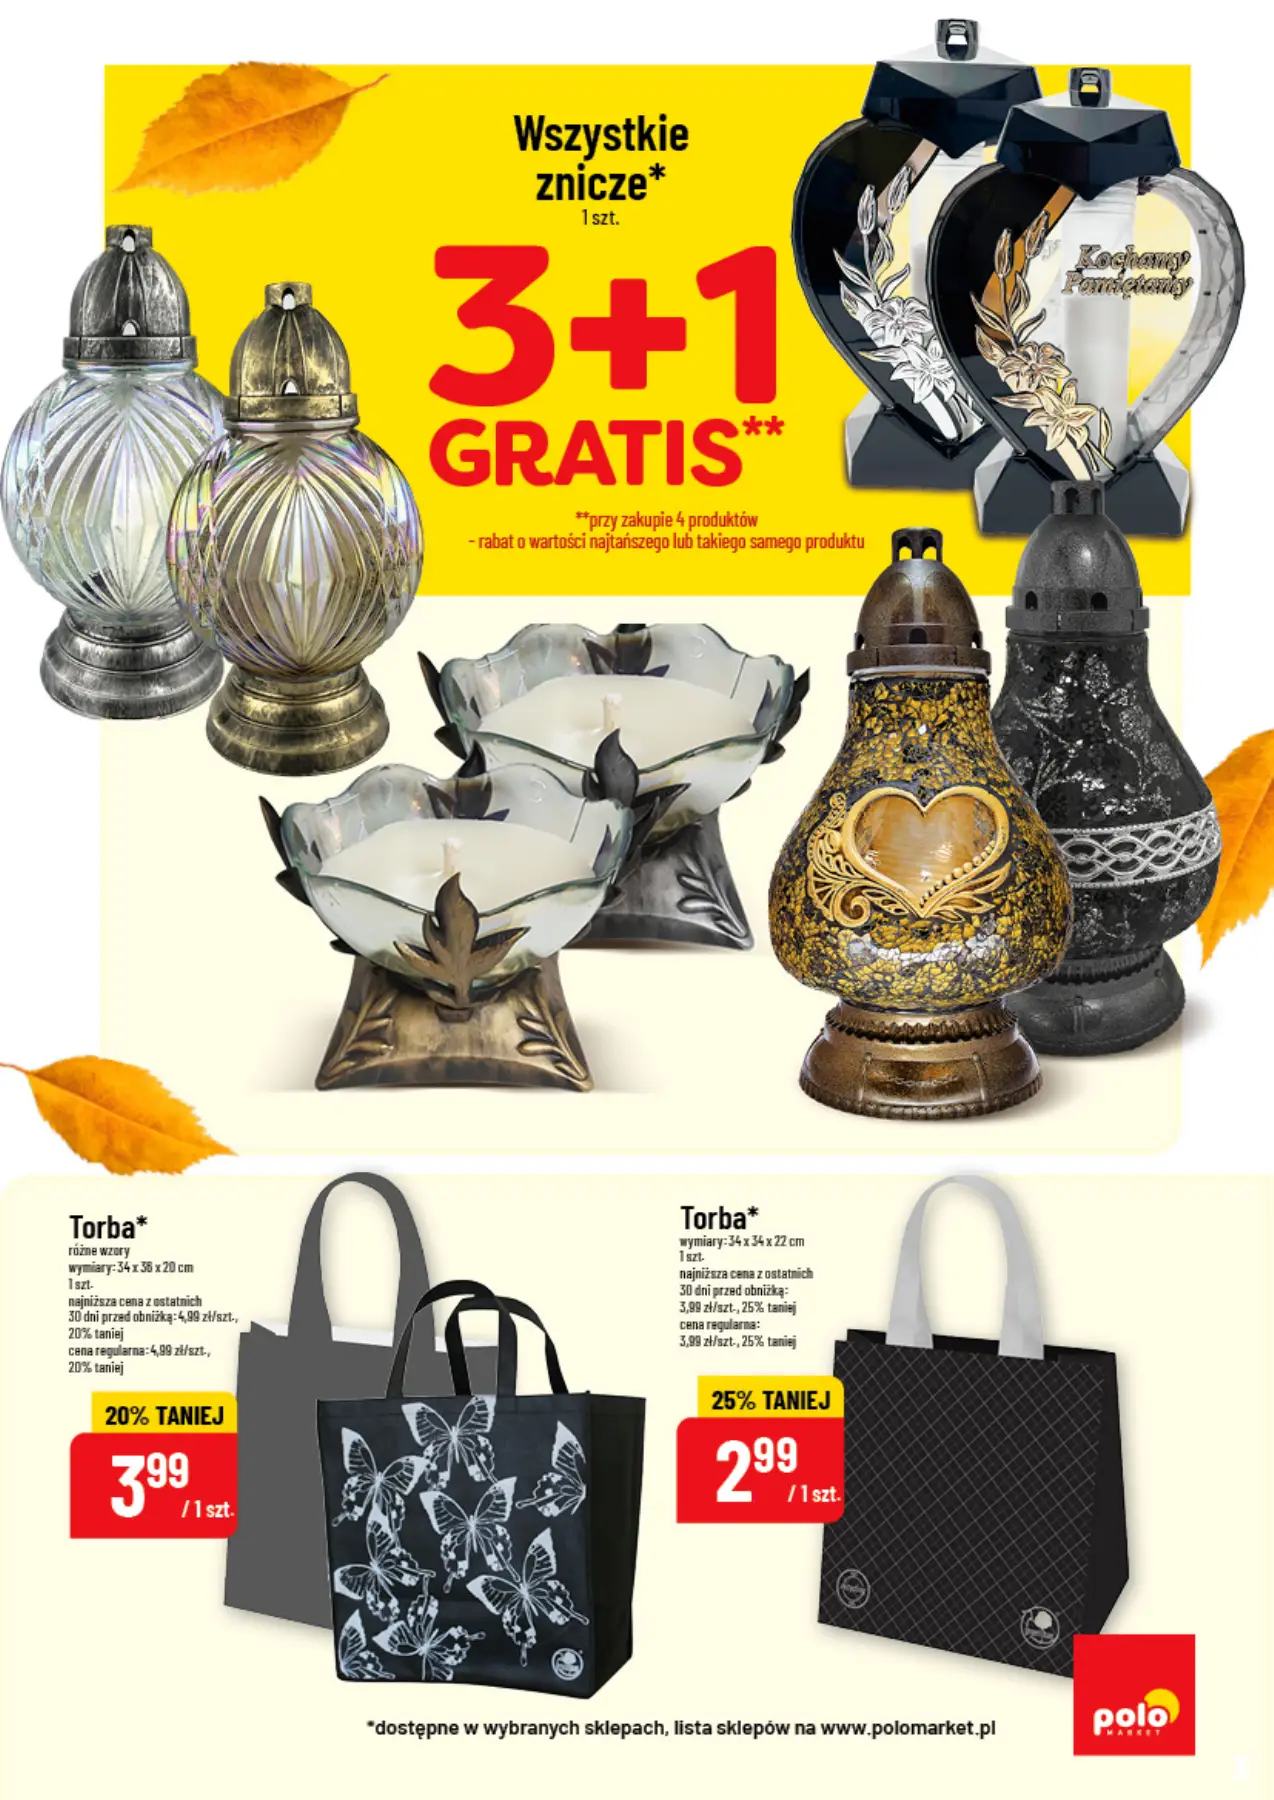 Wszystkie
znicze*
1 szt.
3+1
GRATIS**
**przy zakupie 4 produktów
- rabat o wartości najtańszego lub takiego samego produktu
Kochamy
Pamiętamy
Torba*
różne wzory
wymiary: 34 x 36 x 20 cm
1 szt.
najniższa cena z ostatnich
30 dni przed obniżką: 4,99 zł/szt.,
20% taniej
cena regularna: 4,99 zł/szt.,
20% taniej
20% TANIEJ
3 99
/ 1 szt.
Torba*
wymiary: 34 x 34 x 22 cm
1 szt.
najniższa cena z ostatnich
30 dni przed obniżką:
3,99 zł/szt., 25% taniej
cena regularna:
3,99 zł/szt., 25% taniej
25% TANIEJ
2 99
/ 1 szt.
*dostępne w wybranych sklepach, lista sklepów na www.polomarket.pl
polo
MARKET